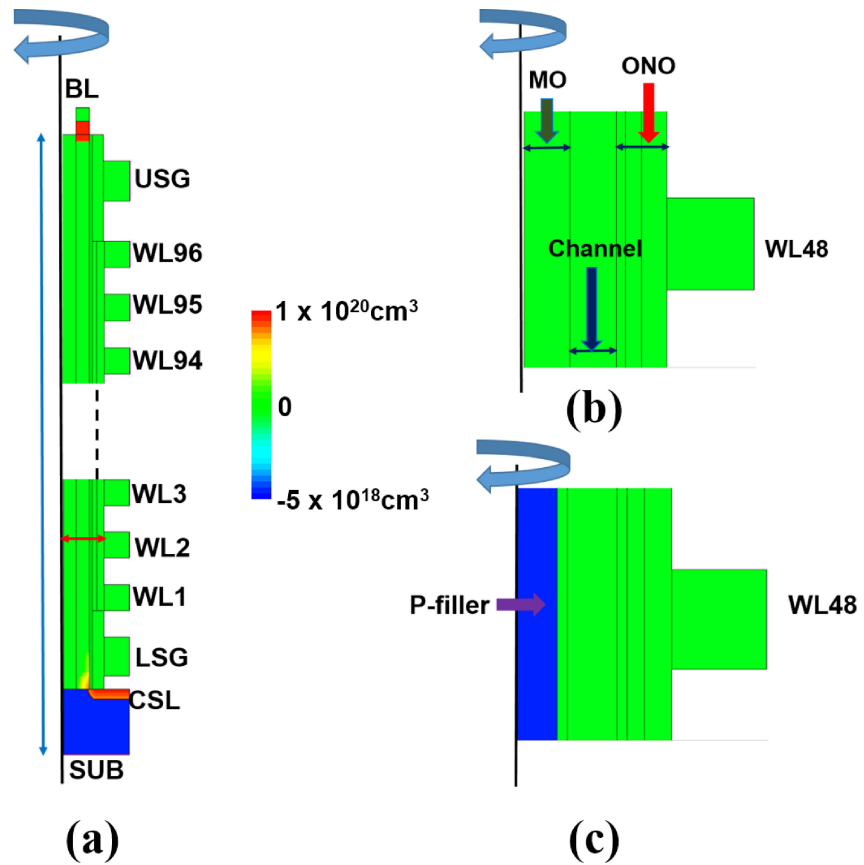 BL
USG
WL96
WL95
WL94
WL3
WL2
WL1
LSG
CSL
SUB
(a)
1 x 10²⁰cm³
0
-5 x 10¹⁸cm³
MO
ONO
Channel
WL48
(b)
P-filler
WL48
(c)